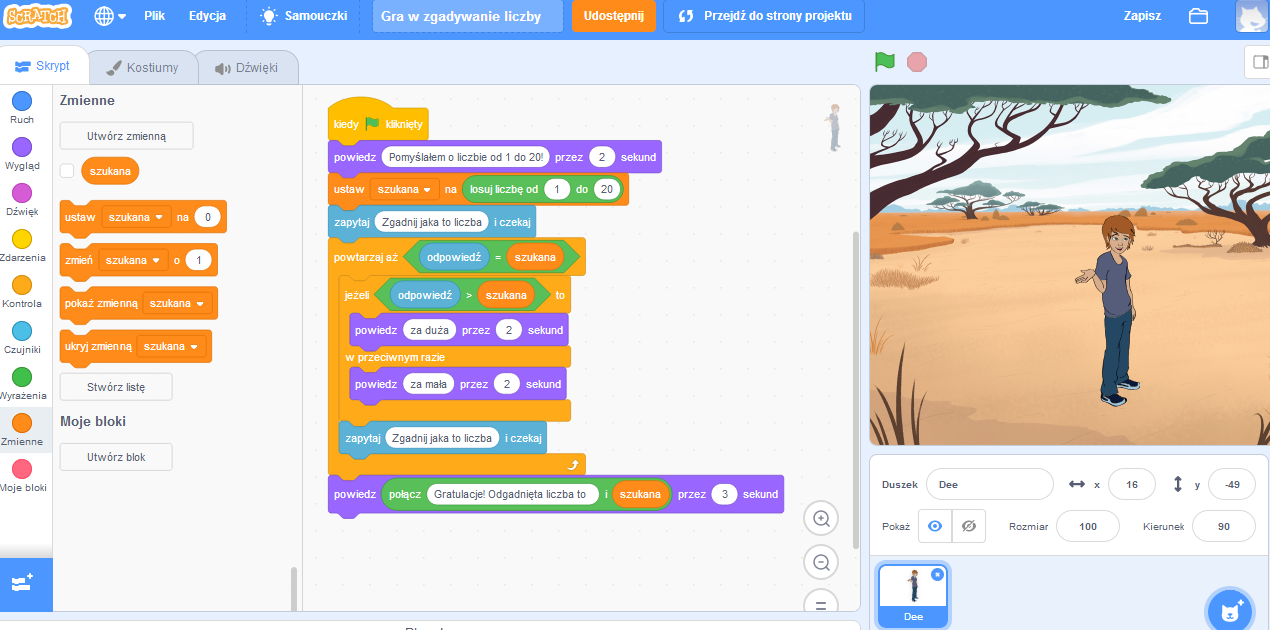 SCRATCH
Plik
Edycja
Samouczki
Gra w zgadywanie liczby
Udostępnij
Przejdź do strony projektu
Zapisz
Skrypt
Kostiumy
Dźwięki
Ruch
Wygląd
Dźwięk
Zdarzenia
Kontrola
Czujniki
Wyrażenia
Zmienne
Moje bloki
Zmienne
Utwórz zmienną
szukana
ustaw szukana na 0
zmień szukana o 1
pokaż zmienną szukana
ukryj zmienną szukana
Stwórz listę
Moje bloki
Utwórz blok
kiedy kliknięty
powiedz Pomyślałem o liczbie od 1 do 20! przez 2 sekund
ustaw szukana na losuj liczbę od 1 do 20
zapytaj Zgadnij jaka to liczba i czekaj
powtarzaj aż odpowiedź = szukana
jeżeli odpowiedź > szukana to
powiedz za duża przez 2 sekund
w przeciwnym razie
powiedz za mała przez 2 sekund
zapytaj Zgadnij jaka to liczba i czekaj
powiedz połącz Gratulacje! Odgadnięta liczba to i szukana przez 3 sekund
Duszek Dee x 16 y -49
Pokaż Rozmiar 100 Kierunek 90
Dee